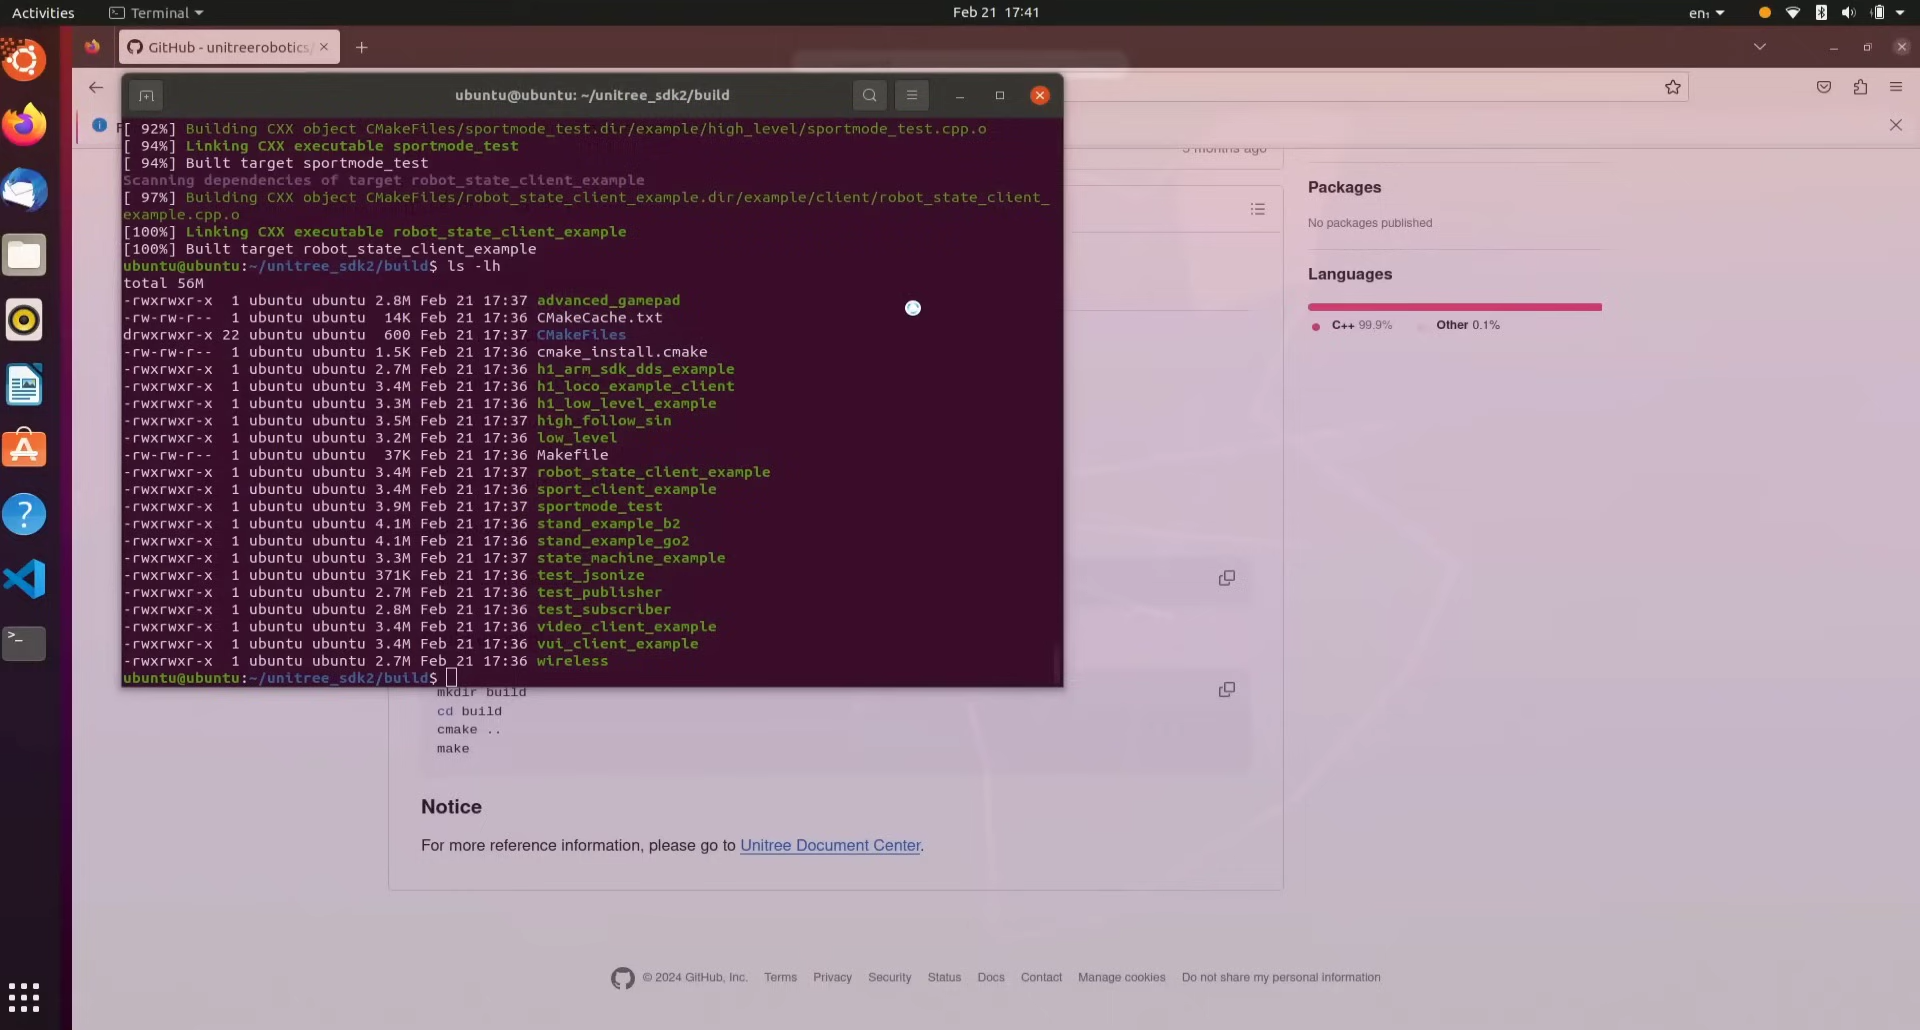 Activities
Terminal
Feb 21 17:41
en₁
GitHub - unitreerobotics/
ubuntu@ubuntu: ~/unitree_sdk2/build
[ 92%] Building CXX object CMakeFiles/sportmode_test.dir/example/high_level/sportmode_test.cpp.o
[ 94%] Linking CXX executable sportmode_test
[ 94%] Built target sportmode_test
Scanning dependencies of target robot_state_client_example
[ 97%] Building CXX object CMakeFiles/robot_state_client_example.dir/example/client/robot_state_client_
example.cpp.o
[100%] Linking CXX executable robot_state_client_example
[100%] Built target robot_state_client_example
ubuntu@ubuntu:~/unitree_sdk2/build$ ls -lh
total 56M
-rwxrwxr-x 1 ubuntu ubuntu 2.8M Feb 21 17:37 advanced_gamepad
-rw-rw-r-- 1 ubuntu ubuntu 14K Feb 21 17:36 CMakeCache.txt
drwxrwxr-x 22 ubuntu ubuntu 600 Feb 21 17:37 CMakeFiles
-rw-rw-r-- 1 ubuntu ubuntu 1.5K Feb 21 17:36 cmake_install.cmake
-rwxrwxr-x 1 ubuntu ubuntu 2.7M Feb 21 17:36 h1_arm_sdk_dds_example
-rwxrwxr-x 1 ubuntu ubuntu 3.4M Feb 21 17:36 h1_loco_example_client
-rwxrwxr-x 1 ubuntu ubuntu 3.3M Feb 21 17:36 h1_low_level_example
-rwxrwxr-x 1 ubuntu ubuntu 3.5M Feb 21 17:37 high_follow_sin
-rwxrwxr-x 1 ubuntu ubuntu 3.2M Feb 21 17:36 low_level
-rw-rw-r-- 1 ubuntu ubuntu 37K Feb 21 17:36 Makefile
-rwxrwxr-x 1 ubuntu ubuntu 3.4M Feb 21 17:37 robot_state_client_example
-rwxrwxr-x 1 ubuntu ubuntu 3.4M Feb 21 17:36 sport_client_example
-rwxrwxr-x 1 ubuntu ubuntu 3.9M Feb 21 17:37 sportmode_test
-rwxrwxr-x 1 ubuntu ubuntu 4.1M Feb 21 17:36 stand_example_b2
-rwxrwxr-x 1 ubuntu ubuntu 4.1M Feb 21 17:36 stand_example_go2
-rwxrwxr-x 1 ubuntu ubuntu 3.3M Feb 21 17:37 state_machine_example
-rwxrwxr-x 1 ubuntu ubuntu 371K Feb 21 17:36 test_jsonize
-rwxrwxr-x 1 ubuntu ubuntu 2.7M Feb 21 17:36 test_publisher
-rwxrwxr-x 1 ubuntu ubuntu 2.8M Feb 21 17:36 test_subscriber
-rwxrwxr-x 1 ubuntu ubuntu 3.4M Feb 21 17:36 video_client_example
-rwxrwxr-x 1 ubuntu ubuntu 3.4M Feb 21 17:36 vui_client_example
-rwxrwxr-x 1 ubuntu ubuntu 2.7M Feb 21 17:36 wireless
ubuntu@ubuntu:~/unitree_sdk2/build$
months ago
Packages
No packages published
Languages
C++ 99.9%
Other 0.1%
mkdir build
cd build
cmake ..
make
Notice
For more reference information, please go to Unitree Document Center.
© 2024 GitHub, Inc.
Terms
Privacy
Security
Status
Docs
Contact
Manage cookies
Do not share my personal information